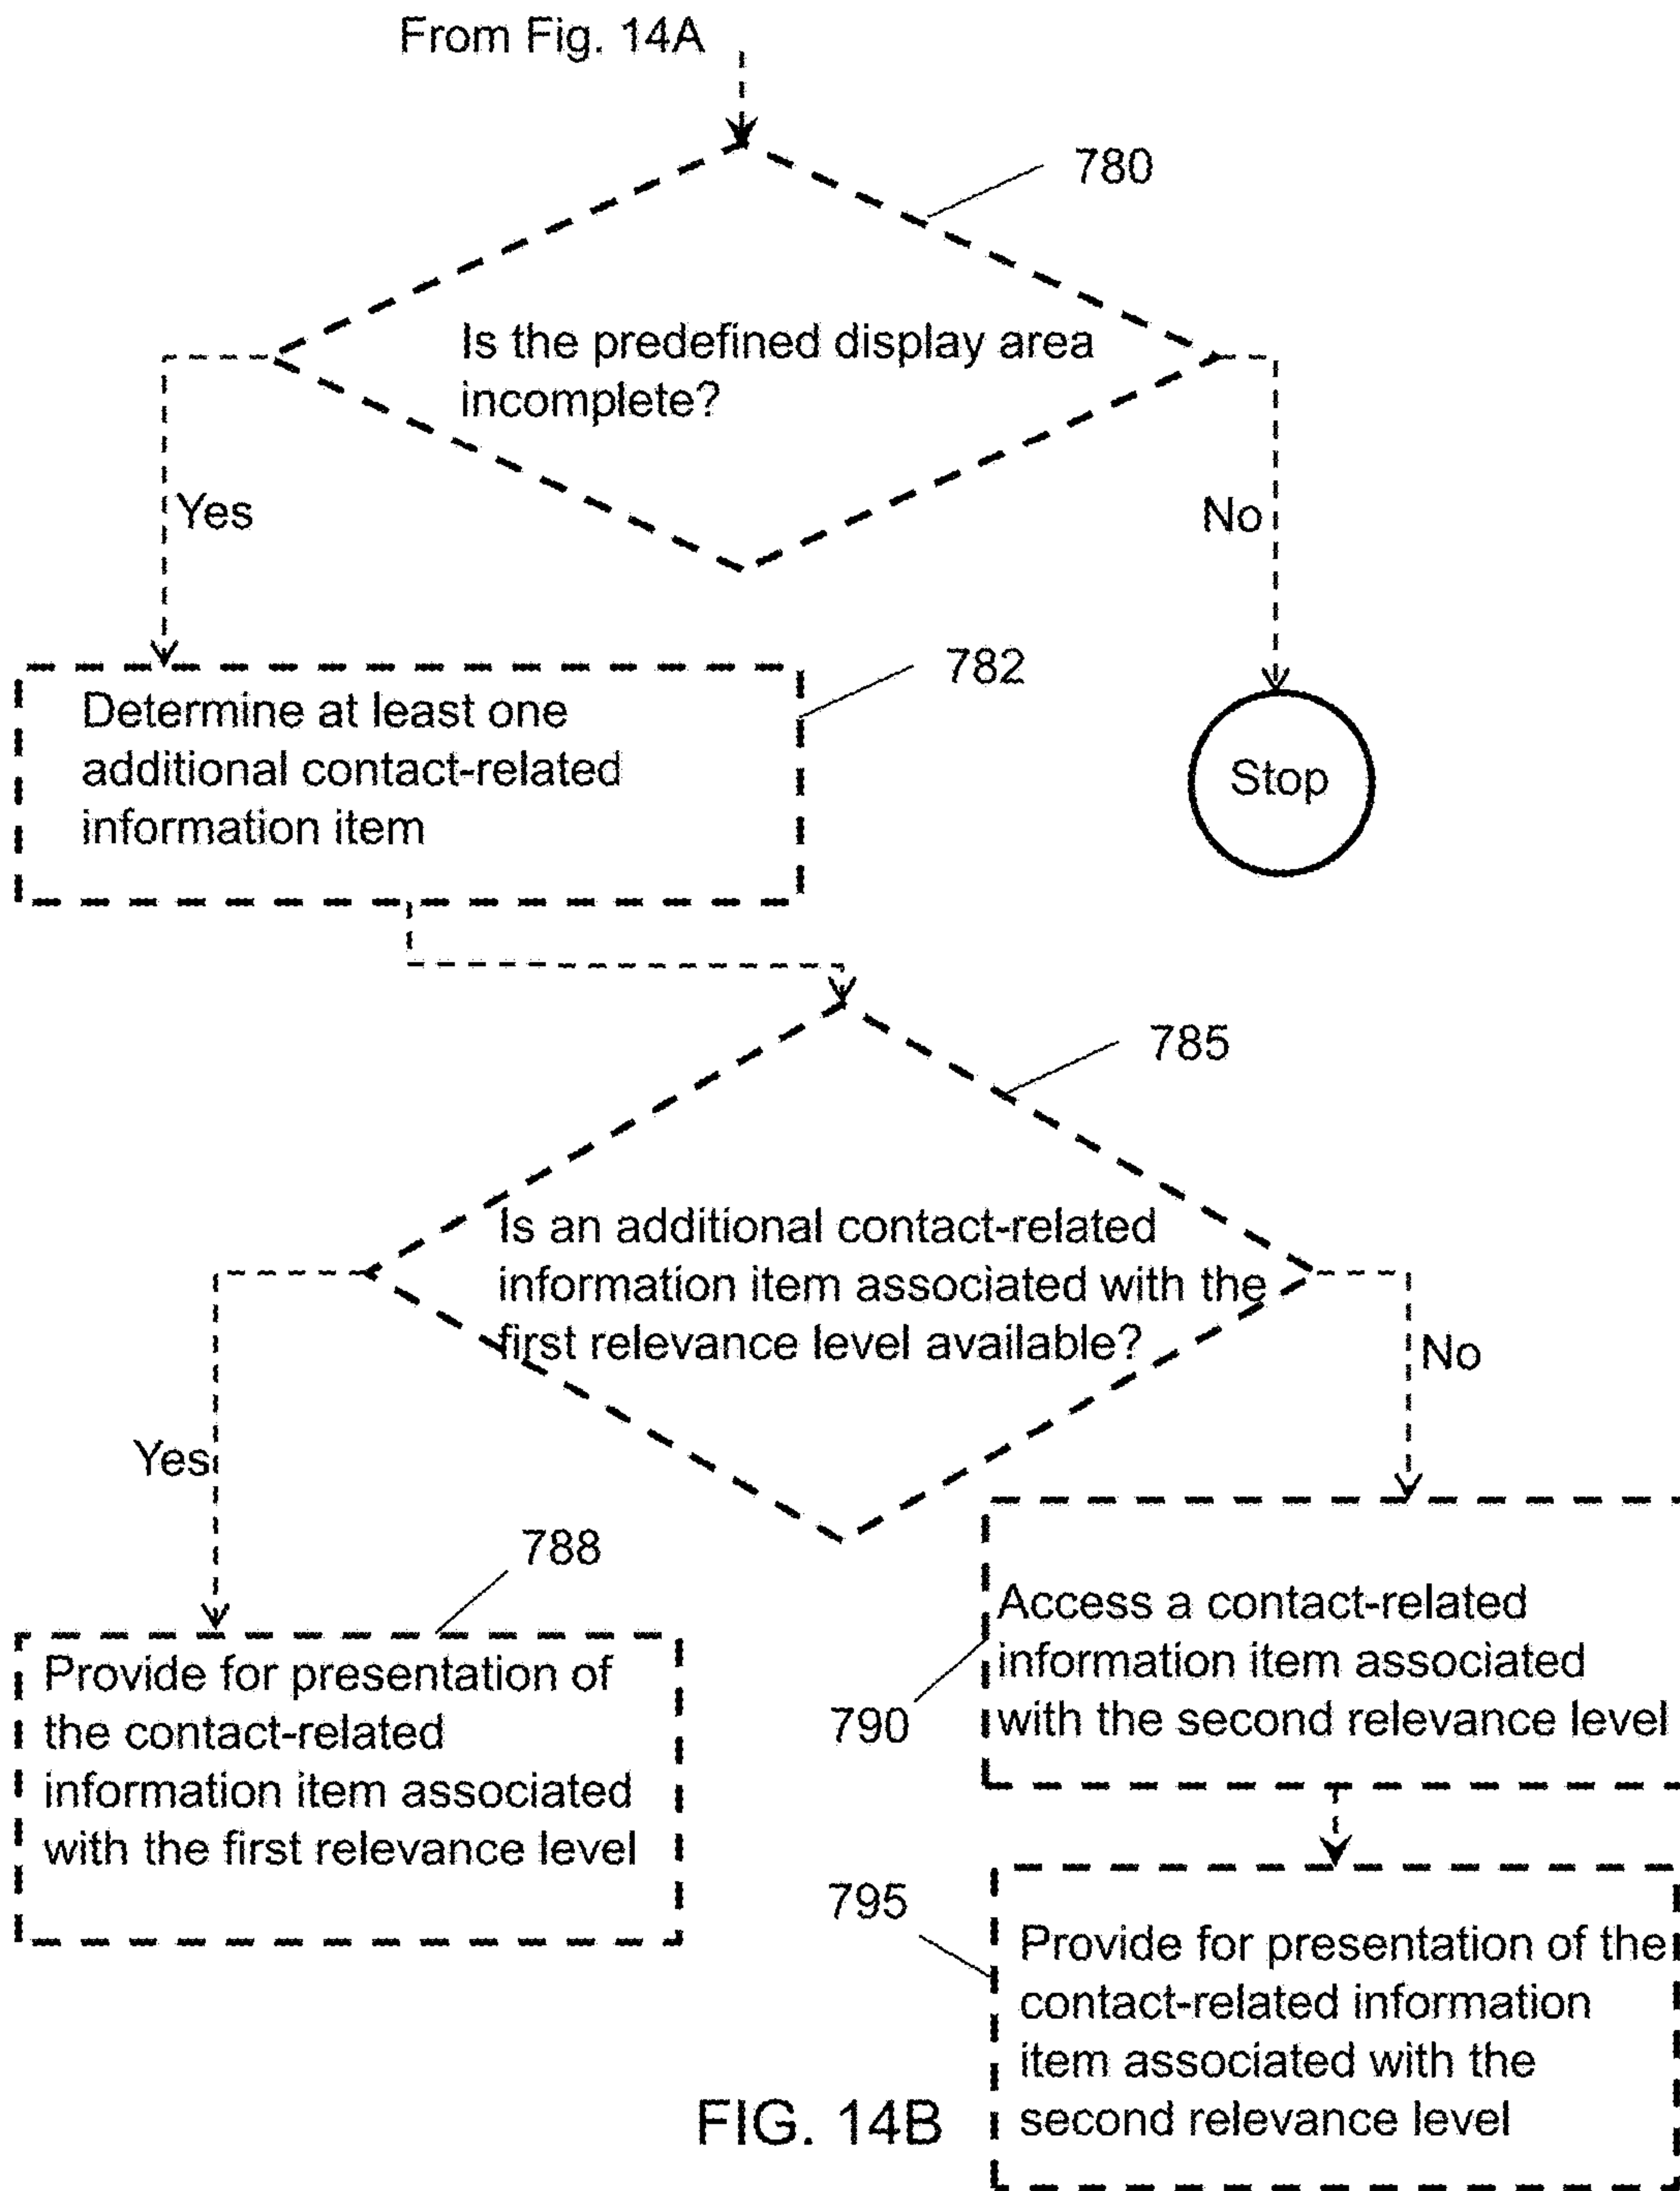 From Fig. 14A
780
Is the predefined display area
incomplete?
Yes
No
782
Determine at least one
additional contact-related
information item
Stop
785
Is an additional contact-related
information item associated with the
first relevance level available?
No
Yes
788
Provide for presentation of
the contact-related
information item associated
with the first relevance level
Access a contact-related
information item associated
with the second relevance level
790
795
Provide for presentation of the
contact-related information
item associated with the
second relevance level
FIG. 14B